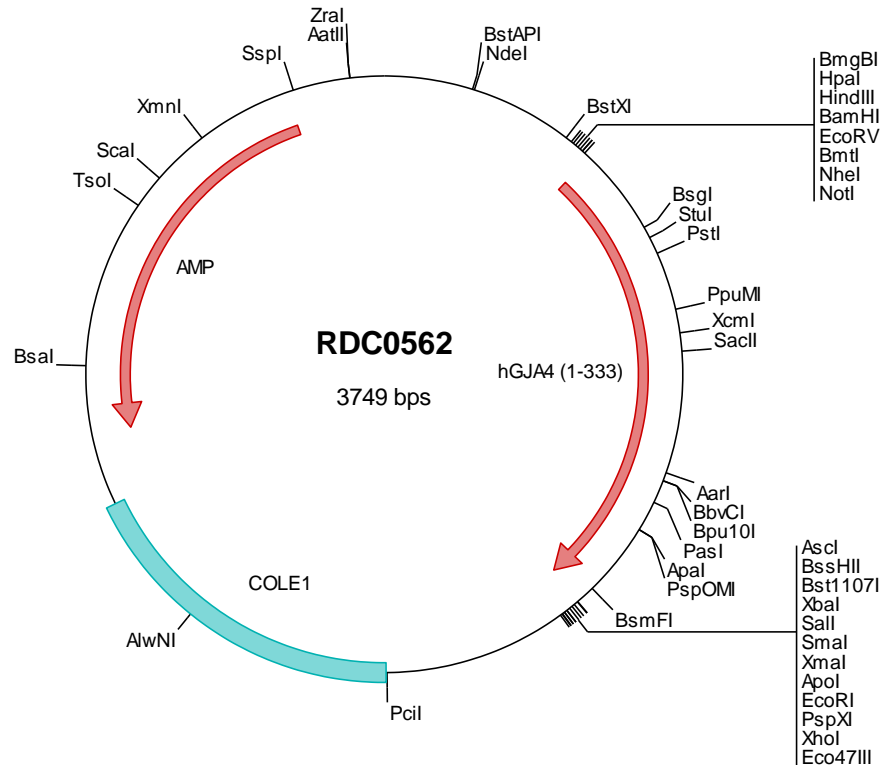 ZraI
AatII
SspI
XmnI
ScaI
TsoI
BsaI
AlwNI
PciI
BstAPI
NdeI
BstXI
BmgBI
HpaI
HindIII
BamHI
EcoRV
BmtI
NheI
NotI
BsgI
StuI
PstI
PpuMI
XcmI
SacII
AarI
BbvCI
Bpu10I
PasI
ApaI
PspOMI
BsmFI
AscI
BssHII
Bst1107I
XbaI
SalI
SmaI
XmaI
ApoI
EcoRI
PspXI
XhoI
Eco47III
AMP
RDC0562
3749 bps
hGJA4 (1-333)
COLE1